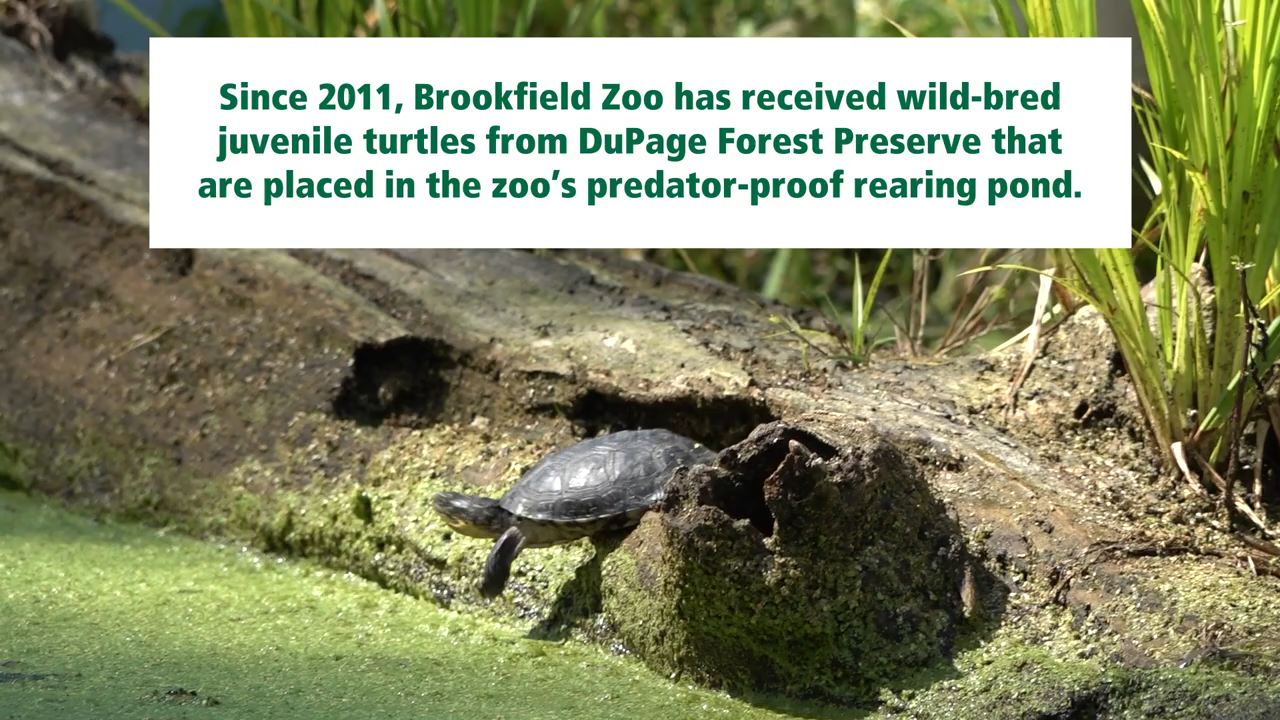 Since 2011, Brookfield Zoo has received wild-bred
juvenile turtles from DuPage Forest Preserve that
are placed in the zoo’s predator-proof rearing pond.